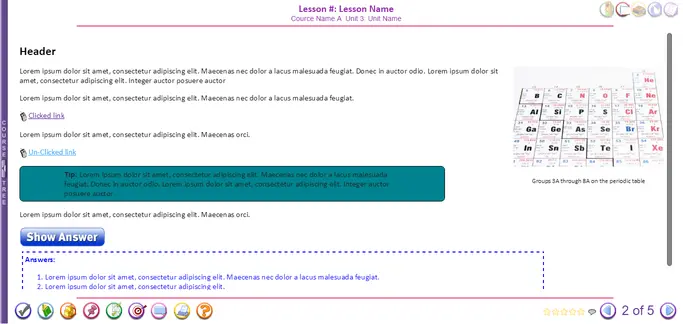 Lesson #: Lesson Name
Cource Name A Unit 3 Unit Name
Header
Lorem ipsum dolor sit amet, consectetur adipiscing elit. Maecenas nec dolor a lacus malesuada feugiat. Donec in auctor odio. Lorem ipsum dolor sit
amet, consectetur adipiscing elit. Integer auctor posuere auctor
Lorem ipsum dolor sit amet, consectetur adipiscing elit. Maecenas nec dolor a lacus malesuada feugiat.
Clicked link
Lorem ipsum dolor sit amet, consectetur adipiscing elit. Maecenas orci.
Un-Clicked link
Tip: Lorem ipsum dolor sit amet, consectetur adipiscing elit. Maecenas nec dolor a lacus malesuada
feugiat. Donec in auctor odio. Lorem ipsum dolor sit amet, consectetur adipiscing elit. Integer auctor
posuere auctor
Lorem ipsum dolor sit amet, consectetur adipiscing elit. Maecenas orci.
Show Answer
Answers:
1. Lorem ipsum dolor sit amet, consectetur adipiscing elit. Maecenas nec dolor a lacus malesuada feugiat.
2. Lorem ipsum dolor sit amet, consectetur adipiscing elit.
He
B C N O F Ne
Al Si P S Cl Ar
Ga Ge As Se Br Kr
In Sn Sb Te I Xe
Groups 3A through 8A on the periodic table
COURSE TREE
2 of 5